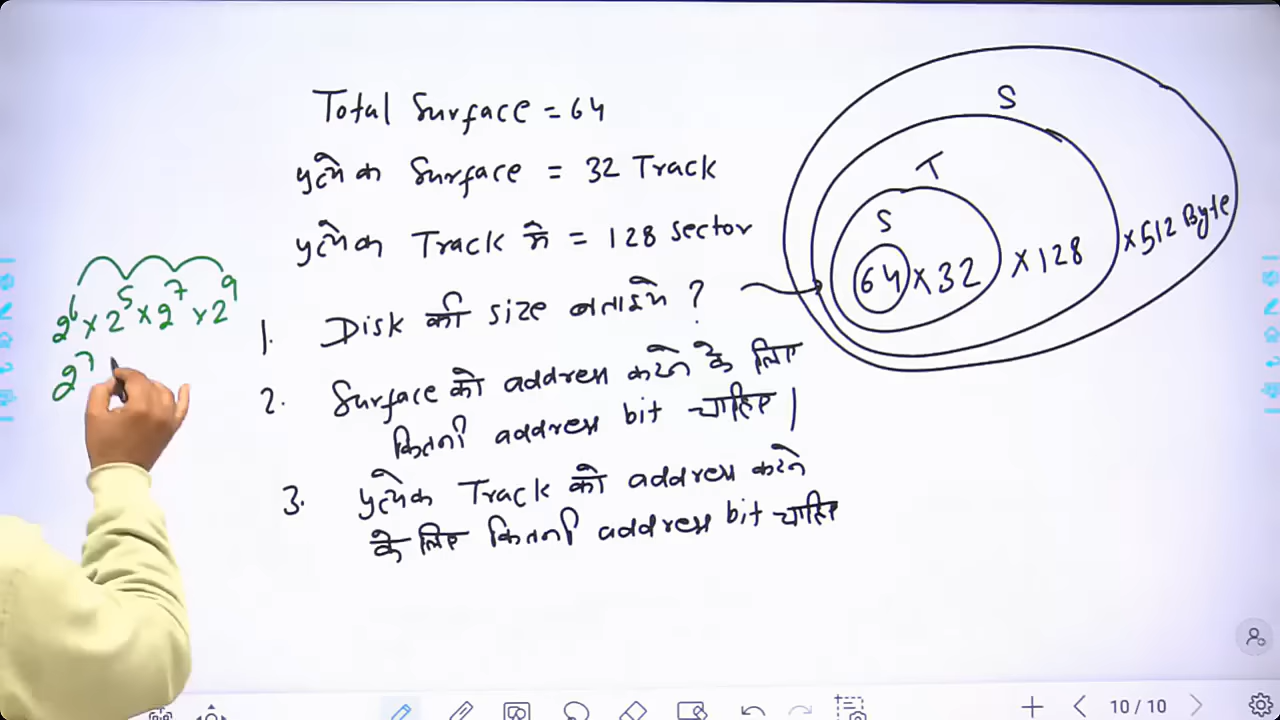 Total Surface = 64
प्रत्येक Surface = 32 Track
प्रत्येक Track में = 128 sector
1. Disk की size बताइये ?
2. Surface को address करने के लिए
कितनी address bit चाहिए |
3. प्रत्येक Track को address करने
के लिए कितनी address bit चाहिए
S
T
S
64 × 32 × 128 × 512 Byte
2⁶ × 2⁵ × 2⁷ × 2⁹
2⁷
10 / 10